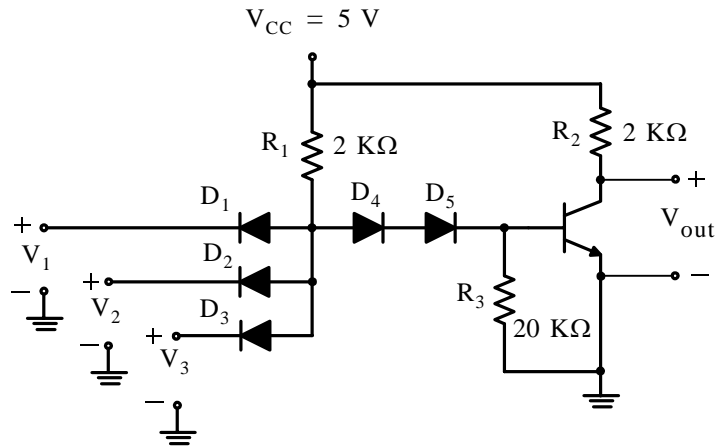 V_CC = 5 V
R_1 2 KΩ
R_2 2 KΩ
D_1
D_4
D_5
+
V_1
−
D_2
+
V_2
−
D_3
+
V_3
−
R_3
20 KΩ
+
V_out
−